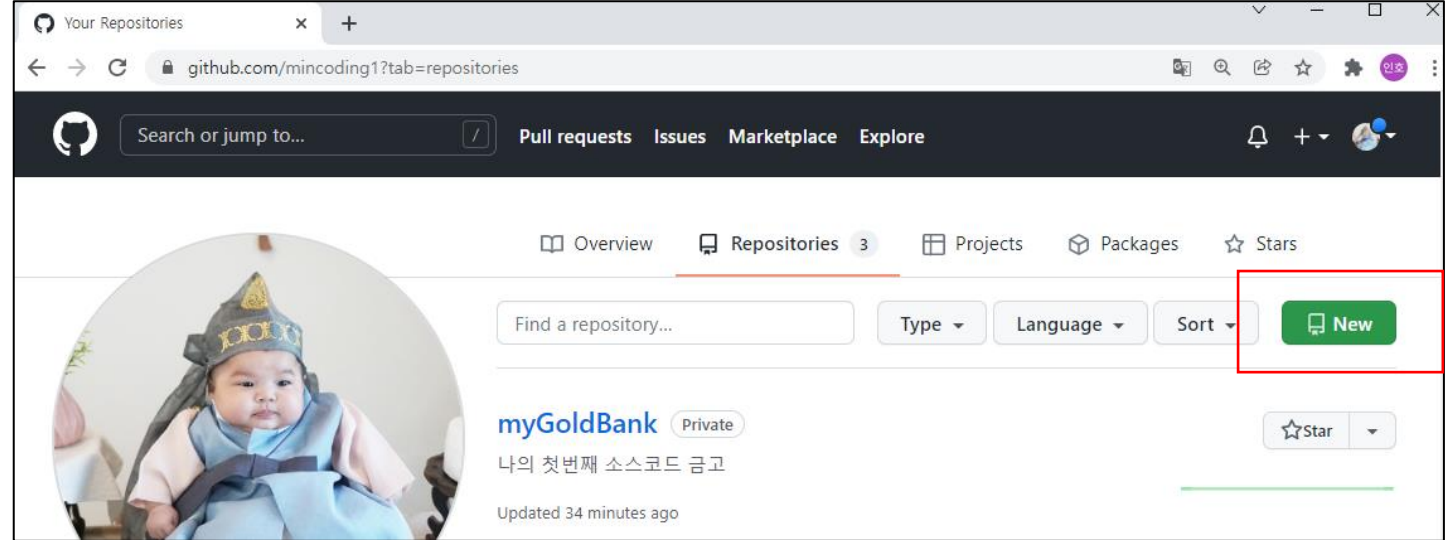 Your Repositories
github.com/mincoding1?tab=repositories
인호
Search or jump to... /
Pull requests Issues Marketplace Explore
Overview Repositories 3 Projects Packages Stars
Find a repository... Type Language Sort New
myGoldBank Private
Star
나의 첫번째 소스코드 금고
Updated 34 minutes ago